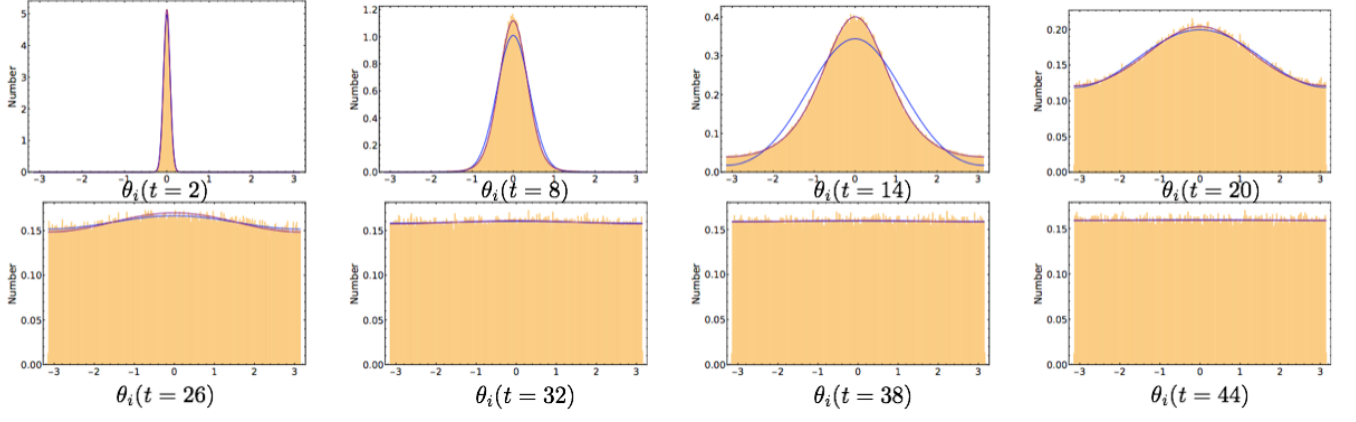 5
4
3
2
1
0
Number
−3 −2 −1 0 1 2 3
θᵢ(t = 2)
1.2
1.0
0.8
0.6
0.4
0.2
0.0
Number
−3 −2 −1 0 1 2 3
θᵢ(t = 8)
0.4
0.3
0.2
0.1
0.0
Number
−3 −2 −1 0 1 2 3
θᵢ(t = 14)
0.20
0.15
0.10
0.05
0.00
Number
−3 −2 −1 0 1 2 3
θᵢ(t = 20)
0.15
0.10
0.05
0.00
Number
−3 −2 −1 0 1 2 3
θᵢ(t = 26)
0.15
0.10
0.05
0.00
Number
−3 −2 −1 0 1 2 3
θᵢ(t = 32)
0.15
0.10
0.05
0.00
Number
−3 −2 −1 0 1 2 3
θᵢ(t = 38)
0.15
0.10
0.05
0.00
Number
−3 −2 −1 0 1 2 3
θᵢ(t = 44)